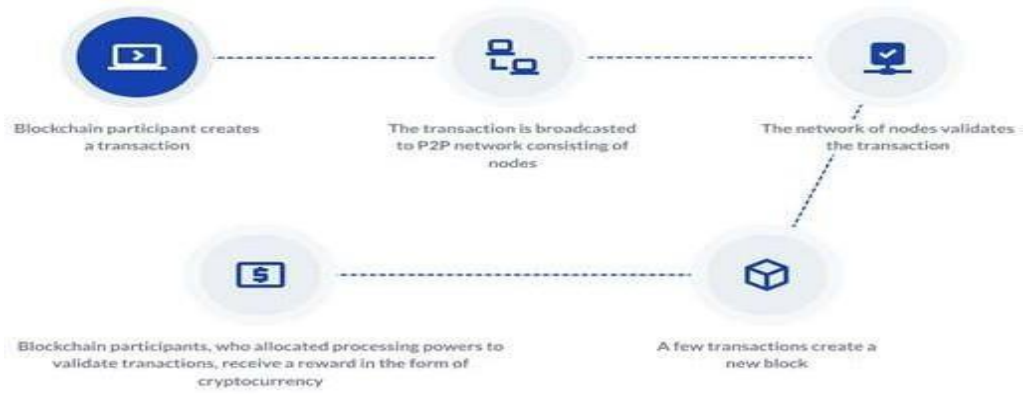 Blockchain participant creates
a transaction
The transaction is broadcasted
to P2P network consisting of
nodes
The network of nodes validates
the transaction
$
Blockchain participants, who allocated processing powers to
validate tranactions, receive a reward in the form of
cryptocurrency
A few transactions create a
new block